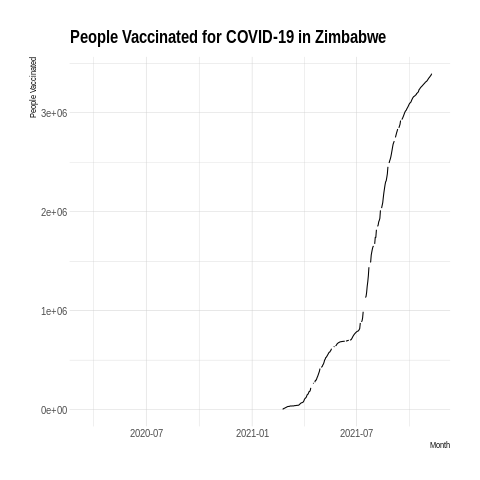 People Vaccinated for COVID-19 in Zimbabwe
People Vaccinated
3e+06
2e+06
1e+06
0e+00
2020-07
2021-01
2021-07
Month